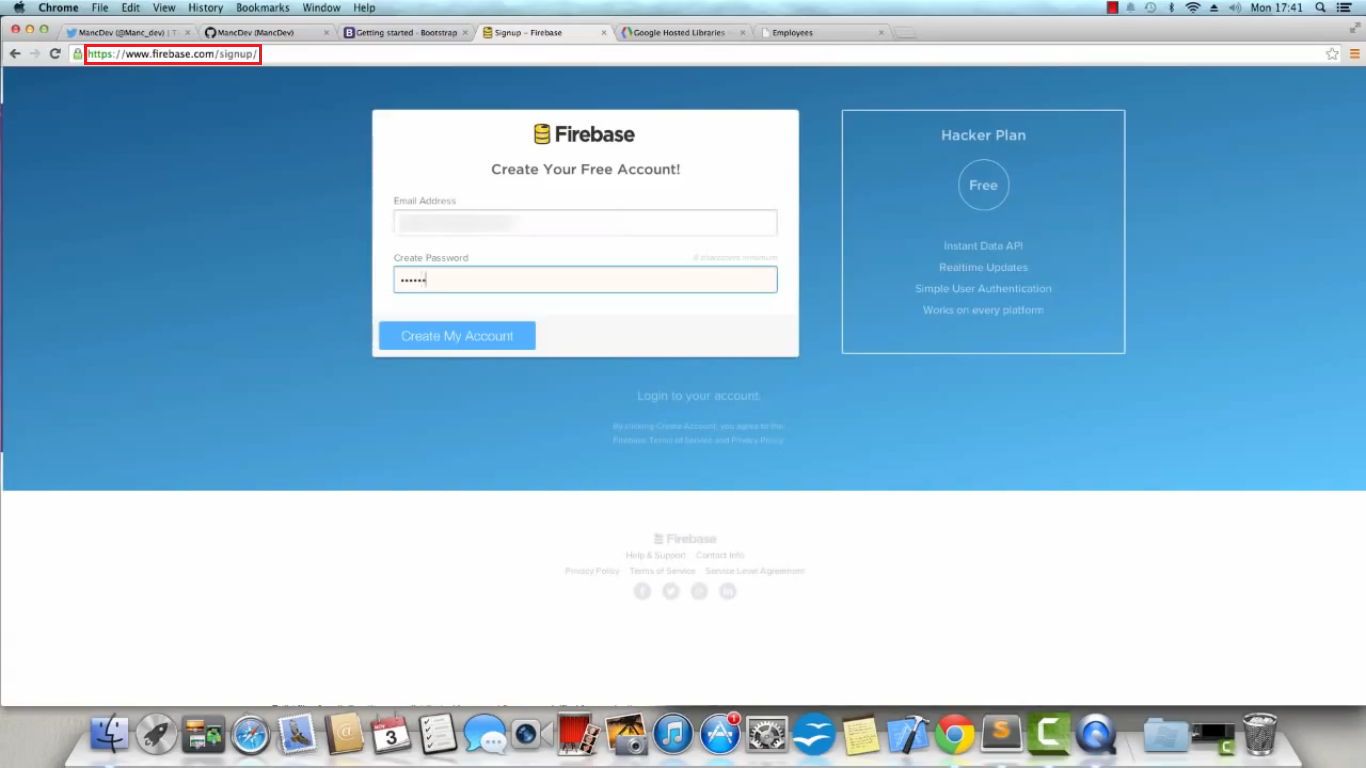 Chrome File Edit View History Bookmarks Window Help Mon 17:41
MancDev (@Manc_dev) | T MancDev (MancDev) Getting started · Bootstrap Signup – Firebase Google Hosted Libraries Employees
https://www.firebase.com/signup/
Firebase
Create Your Free Account!
Email Address
Create Password 6 characters minimum
••••••
Create My Account
Hacker Plan
Free
Instant Data API
Realtime Updates
Simple User Authentication
Works on every platform
Login to your account
By clicking Create Account, you agree to the
Firebase Terms of Service and Privacy Policy
Firebase
Help & Support Contact Info
Privacy Policy Terms of Service Service Level Agreement
NOV
3
1